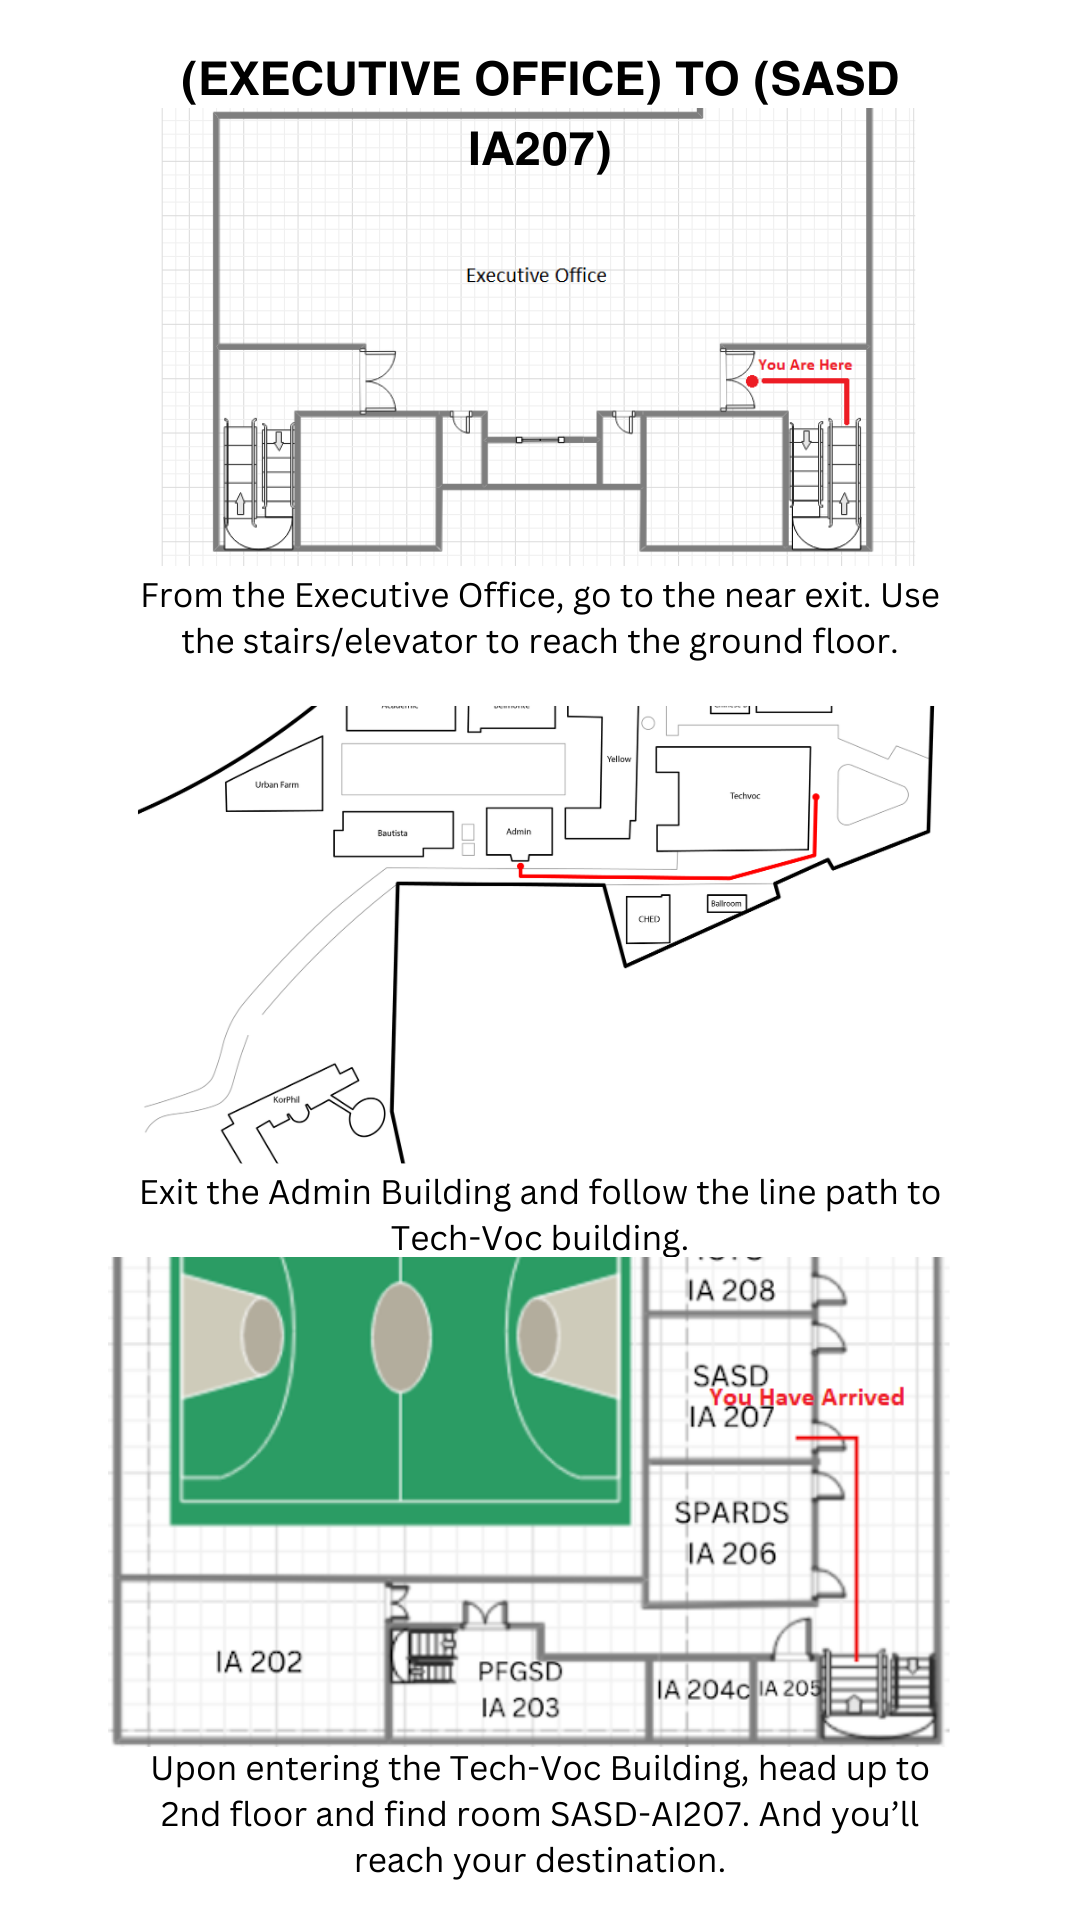 (EXECUTIVE OFFICE) TO (SASD
IA207)
Executive Office
You Are Here
From the Executive Office, go to the near exit. Use
the stairs/elevator to reach the ground floor.
Academic
Belmonte
Yellow
Urban Farm
Techvoc
Bautista
Admin
CHED
Ballroom
KorPhil
Exit the Admin Building and follow the line path to
Tech-Voc building.
IA 208
SASD
You Have Arrived
IA 207
SPARDS
IA 206
IA 202
PFGSD
IA 203
IA 204c
IA 205
Upon entering the Tech-Voc Building, head up to
2nd floor and find room SASD-AI207. And you’ll
reach your destination.